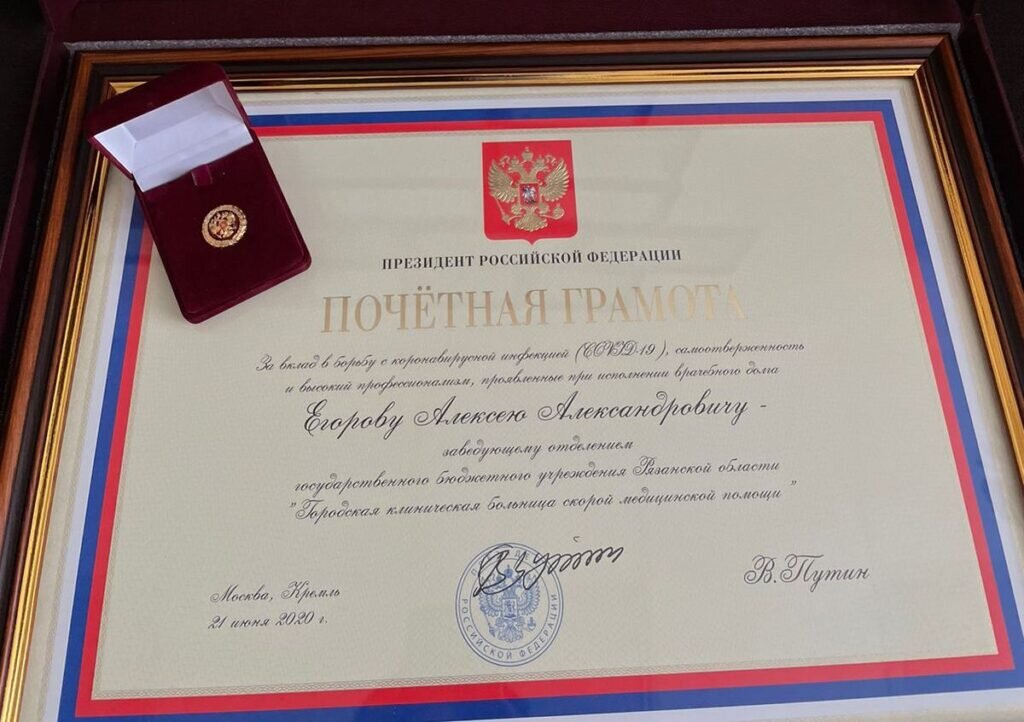 ПРЕЗИДЕНТ РОССИЙСКОЙ ФЕДЕРАЦИИ
ПОЧЁТНАЯ ГРАМОТА
За вклад в борьбу с коронавирусной инфекцией (COVID-19), самоотверженность
и высокий профессионализм, проявленные при исполнении врачебного долга
Егорову Алексею Александровичу -
заведующему отделением
государственного бюджетного учреждения Рязанской области
"Городская клиническая больница скорой медицинской помощи"
Москва, Кремль
21 июня 2020 г.
РОССИЙСКОЙ ФЕДЕРАЦИИ
В.Путин